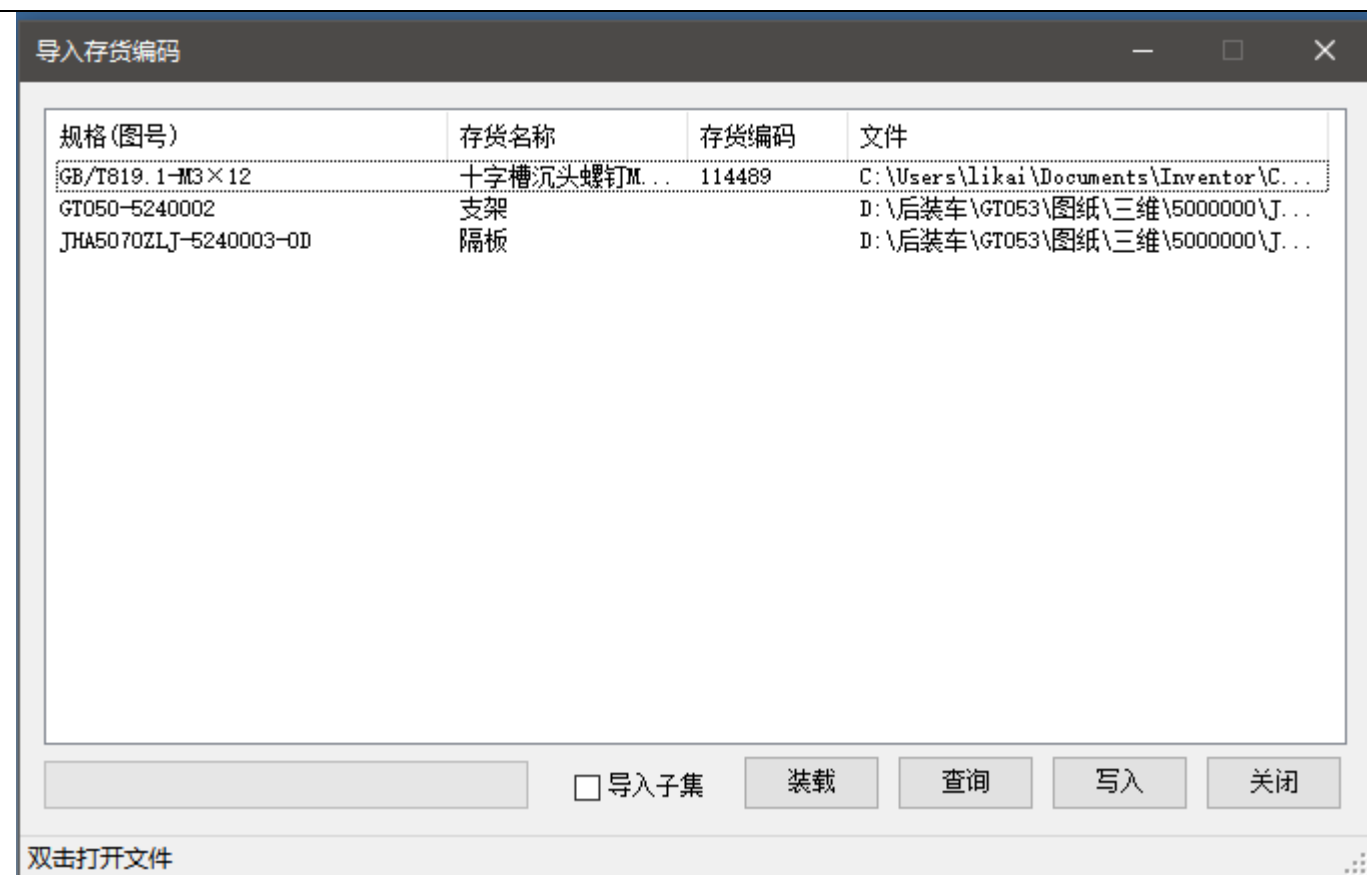 导入存货编码
规格(图号) 存货名称 存货编码 文件
GB/T819.1-M3×12 十字槽沉头螺钉M... 114489 C:\Users\likai\Documents\Inventor\C...
GT050-5240002 支架 D:\后装车\GT053\图纸\三维\5000000\J...
JHA5070ZLJ-5240003-0D 隔板 D:\后装车\GT053\图纸\三维\5000000\J...
导入子集 装载 查询 写入 关闭
双击打开文件